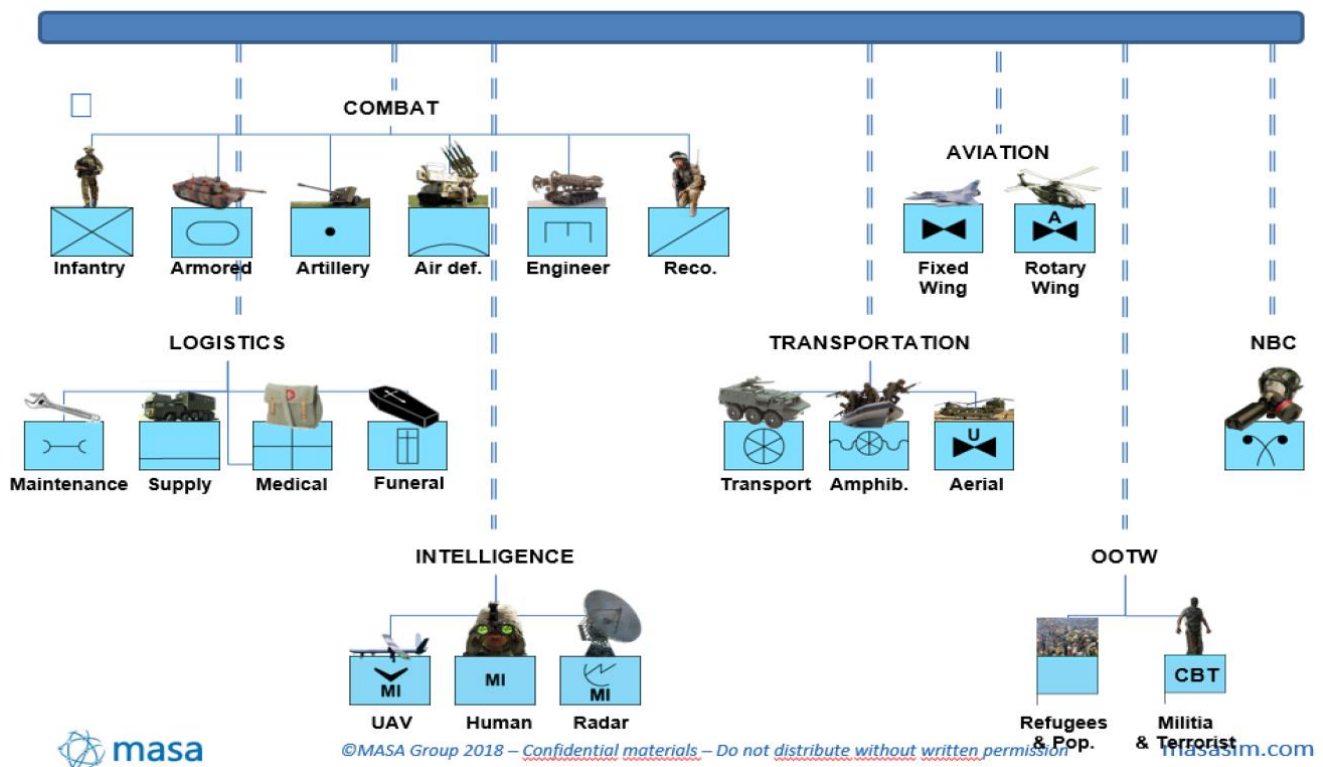 COMBAT
AVIATION
A
Infantry Armored Artillery Air def. Engineer Reco.
Fixed Wing
Rotary Wing
LOGISTICS
TRANSPORTATION
NBC
U
Maintenance Supply Medical Funeral
Transport Amphib. Aerial
INTELLIGENCE
OOTW
MI MI MI
CBT
UAV Human Radar
Refugees & Pop.
Militia & Terrorist
masa
©MASA Group 2018 – Confidential materials – Do not distribute without written permission
masasim.com